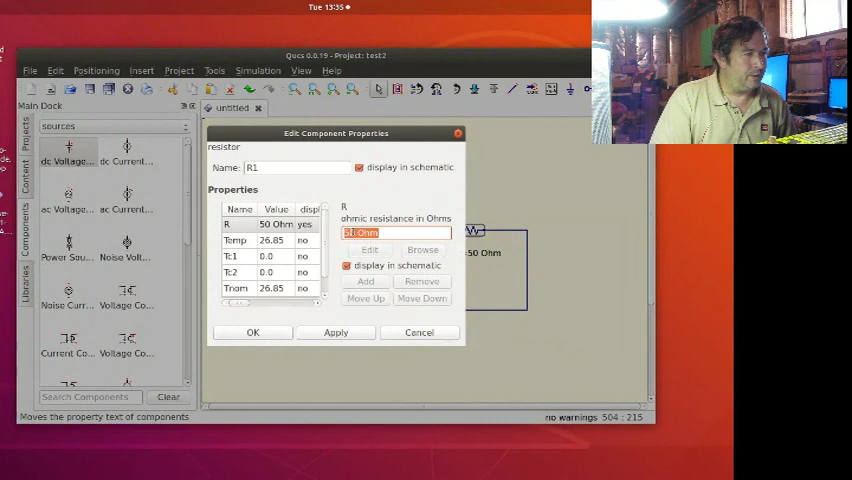 Tue 13:35
Qucs 0.0.19 - Project: test2
File Edit Positioning Insert Project Tools Simulation View Help
Main Dock
untitled
Projects
Content
Components
Libraries
sources
dc Voltage... dc Current...
ac Voltage... ac Current...
Power Sou... Noise Volt...
Noise Curr... Voltage Co...
Current Co... Voltage Co...
Search Components Clear
Edit Component Properties
resistor
Name: R1 display in schematic
Properties
Name Value displ
R 50 Ohm yes
Temp 26.85 no
Tc1 0.0 no
Tc2 0.0 no
Tnom 26.85 no
R
ohmic resistance in Ohms
50 Ohm
Edit Browse
display in schematic
Add Remove
Move Up Move Down
OK Apply Cancel
=50 Ohm
Moves the property text of components
no warnings 504 : 215